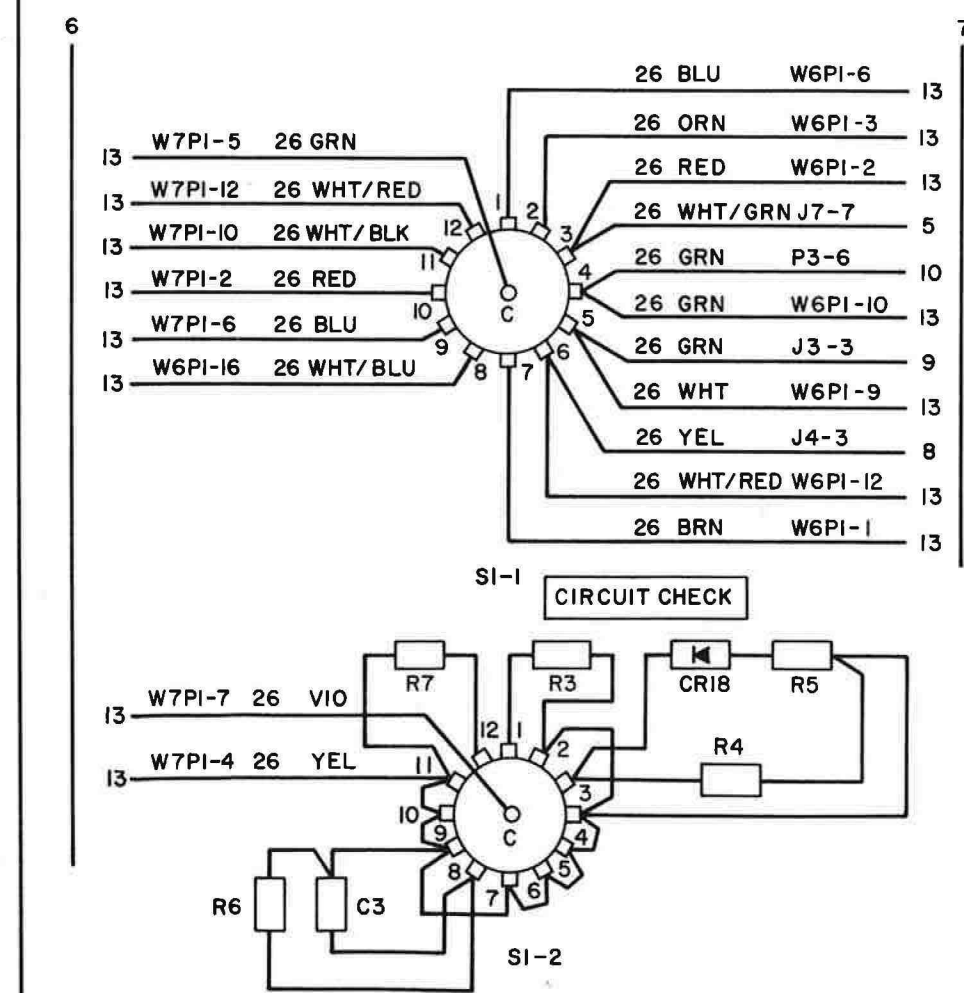 6
7
26 BLU W6P1-6 13
26 ORN W6P1-3 13
26 RED W6P1-2 13
26 WHT/GRN J7-7 5
26 GRN P3-6 10
26 GRN W6P1-10 13
26 GRN J3-3 9
26 WHT W6P1-9 13
26 YEL J4-3 8
26 WHT/RED W6P1-12 13
26 BRN W6P1-1 13
13 W7P1-5 26 GRN
13 W7P1-12 26 WHT/RED
13 W7P1-10 26 WHT/BLK
13 W7P1-2 26 RED
13 W7P1-6 26 BLU
13 W6P1-16 26 WHT/BLU
1
2
3
4
5
6
7
8
9
10
11
12
C
S1-1
CIRCUIT CHECK
R7
R3
CR18
R5
R4
13 W7P1-7 26 VIO
13 W7P1-4 26 YEL
1
2
3
4
5
6
7
8
9
10
11
12
C
R6
C3
S1-2